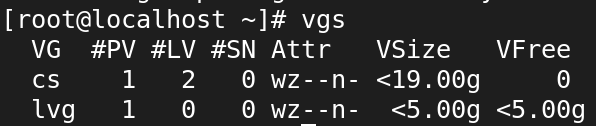 [root@localhost ~]# vgs
  VG  #PV #LV #SN Attr   VSize   VFree
  cs    1   2   0 wz--n- <19.00g     0
  lvg   1   0   0 wz--n-  <5.00g <5.00g